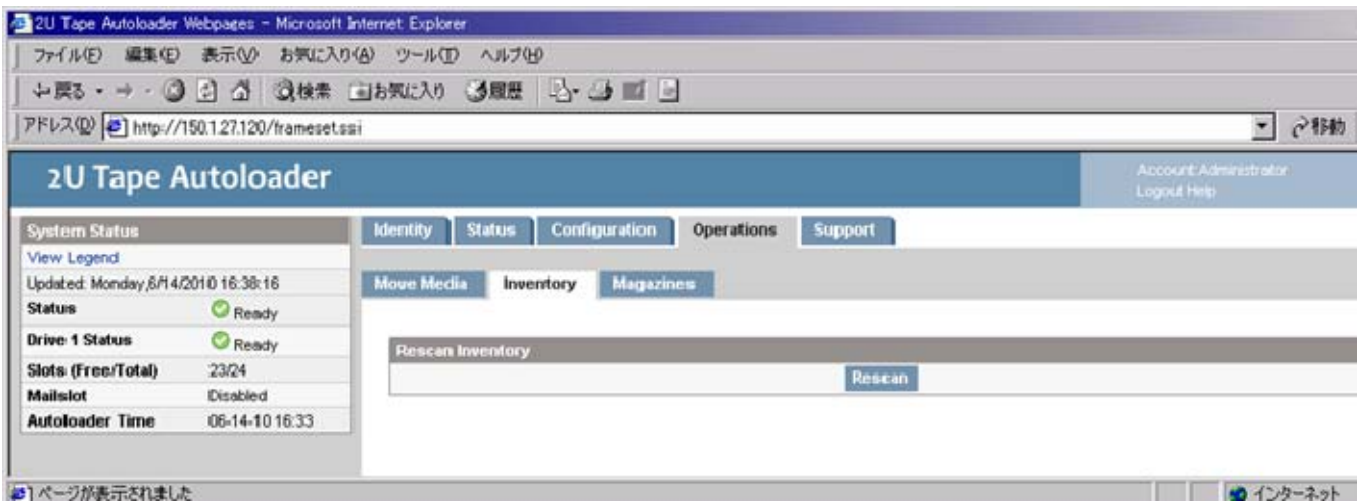 2U Tape Autoloader Webpages - Microsoft Internet Explorer
ファイル(F) 編集(E) 表示(V) お気に入り(A) ツール(T) ヘルプ(H)
戻る 検索 お気に入り 履歴
アドレス(D) http://150.1.27.120/frameset.ssi 移動
2U Tape Autoloader
Account:Administrator
Logout Help
System Status
View Legend
Updated: Monday,6/14/2010 16:38:16
Status Ready
Drive 1 Status Ready
Slots (Free/Total) 23/24
Mailslot Disabled
Autoloader Time 06-14-10 16:33
Identity Status Configuration Operations Support
Move Media Inventory Magazines
Rescan Inventory
Rescan
ページが表示されました インターネット